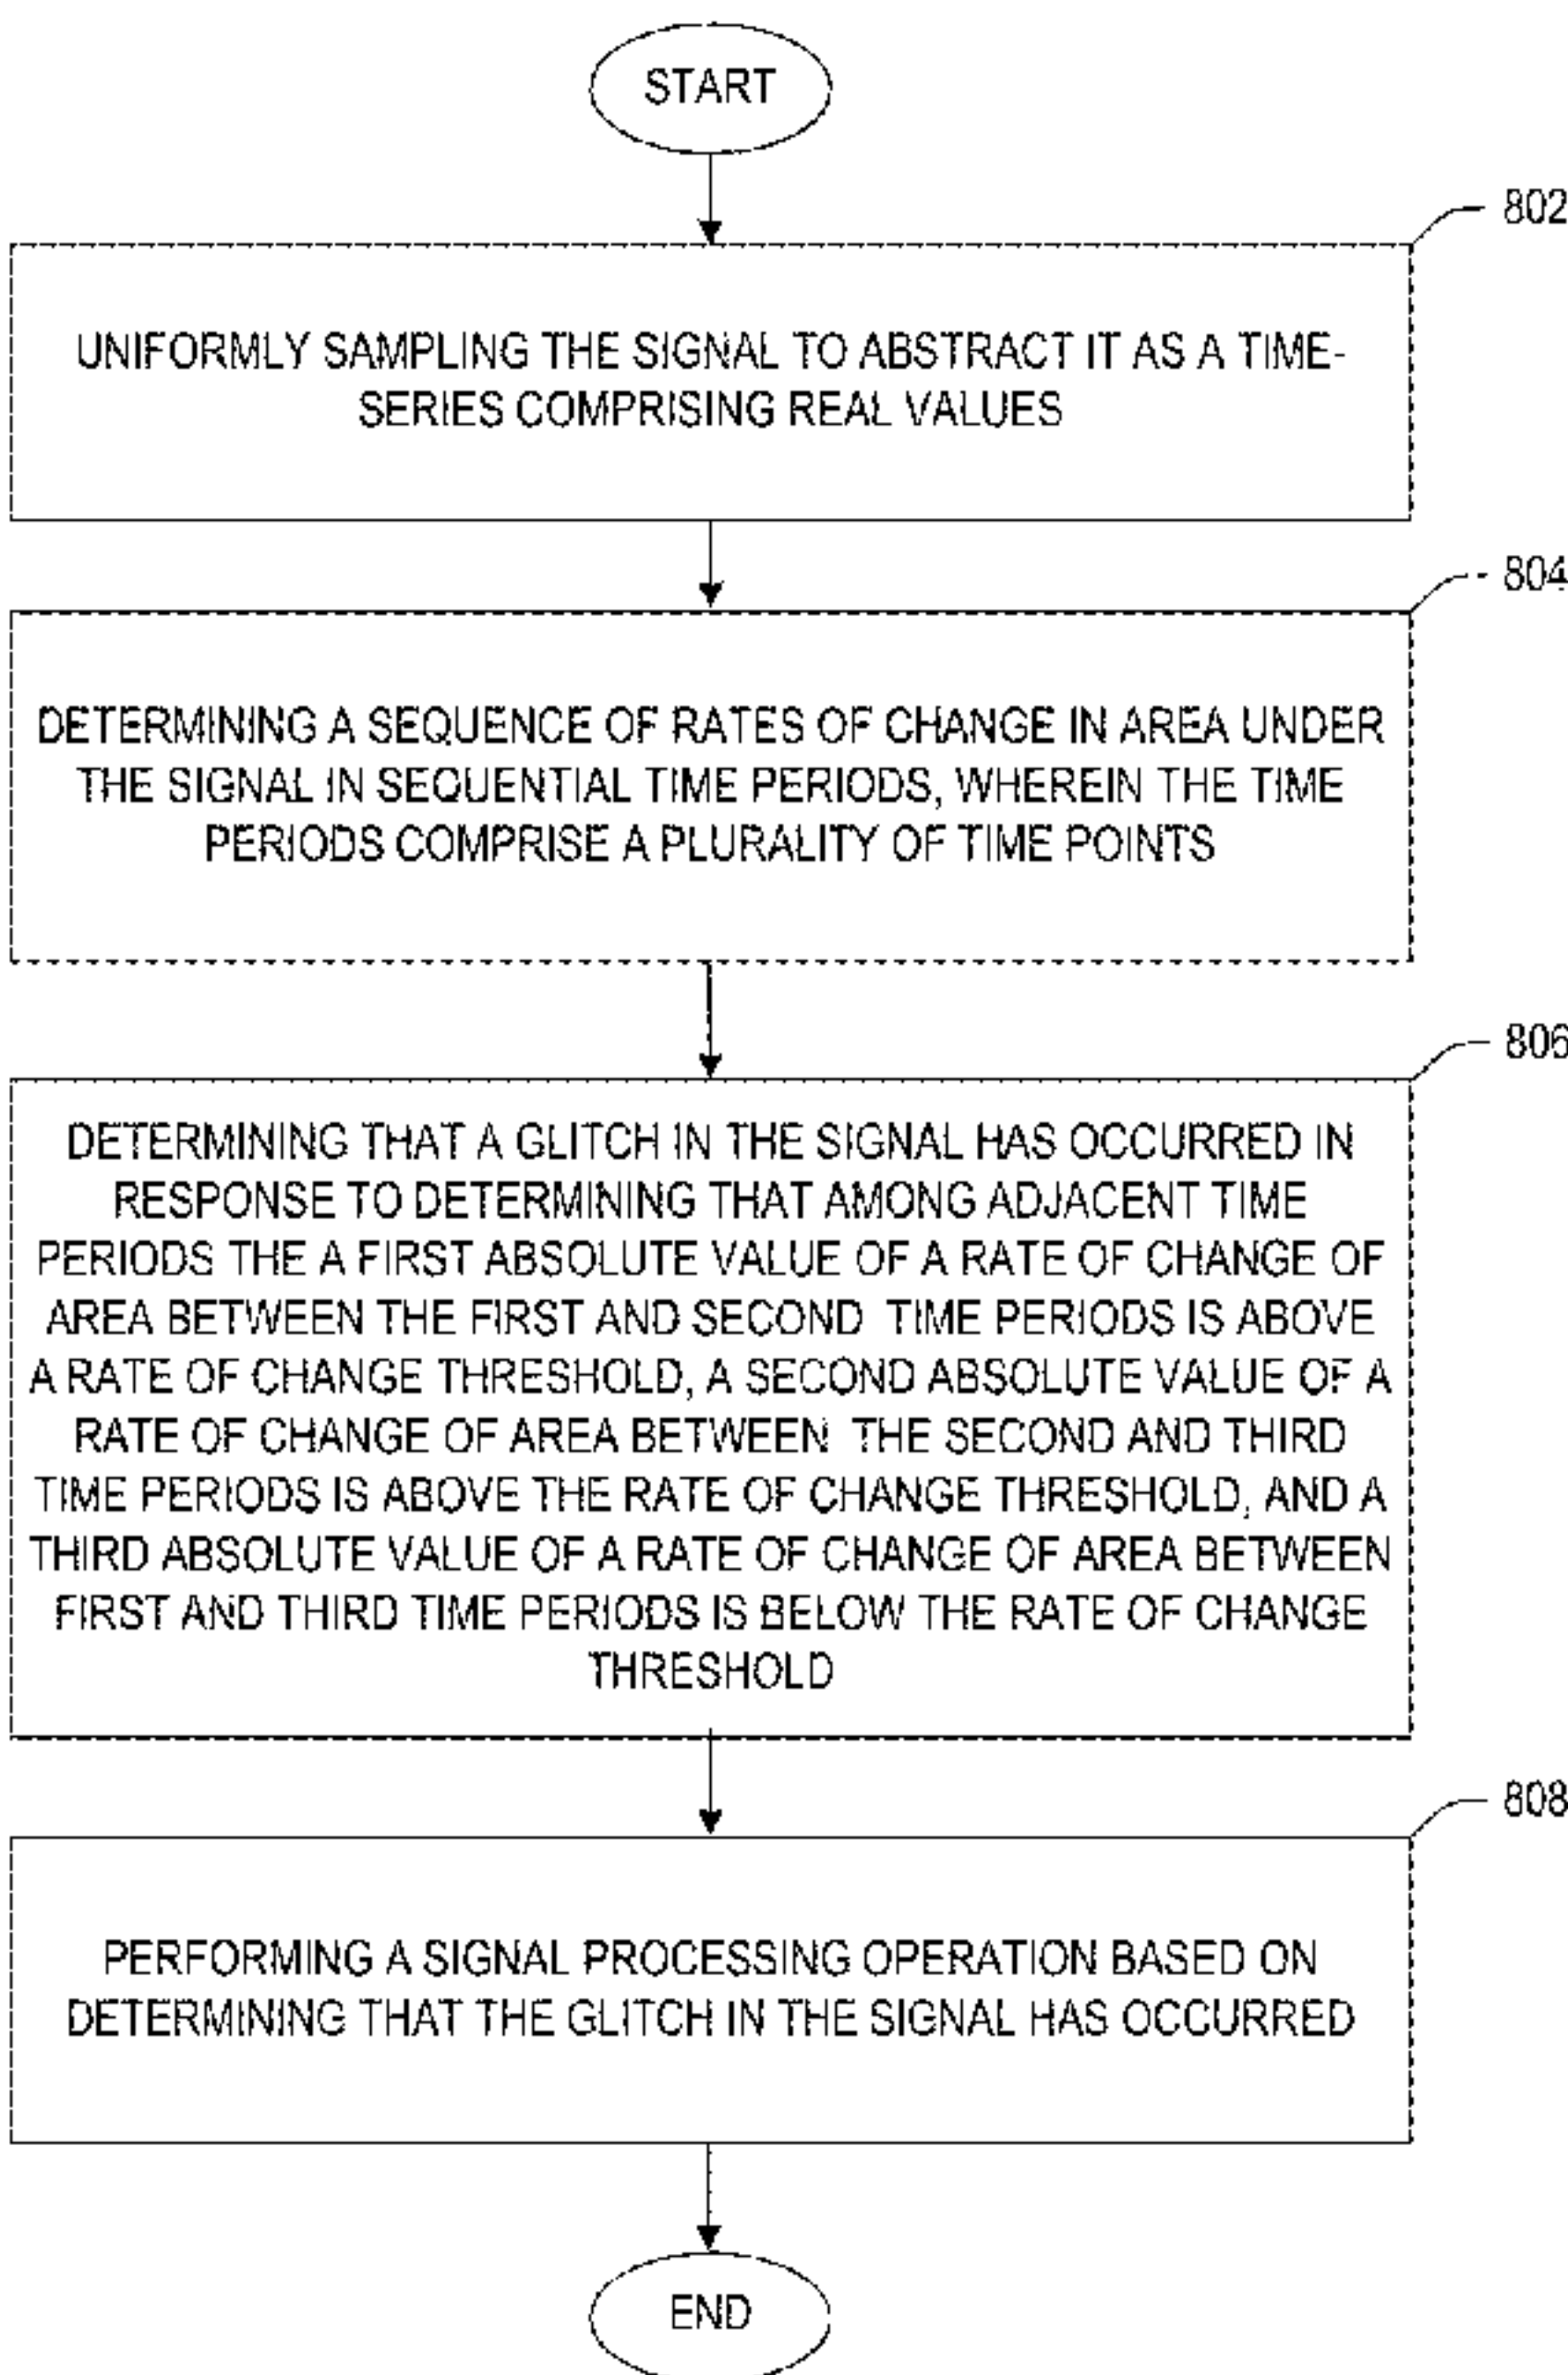 START
802
UNIFORMLY SAMPLING THE SIGNAL TO ABSTRACT IT AS A TIME-
SERIES COMPRISING REAL VALUES
804
DETERMINING A SEQUENCE OF RATES OF CHANGE IN AREA UNDER
THE SIGNAL IN SEQUENTIAL TIME PERIODS, WHEREIN THE TIME
PERIODS COMPRISE A PLURALITY OF TIME POINTS
806
DETERMINING THAT A GLITCH IN THE SIGNAL HAS OCCURRED IN
RESPONSE TO DETERMINING THAT AMONG ADJACENT TIME
PERIODS THE A FIRST ABSOLUTE VALUE OF A RATE OF CHANGE OF
AREA BETWEEN THE FIRST AND SECOND TIME PERIODS IS ABOVE
A RATE OF CHANGE THRESHOLD, A SECOND ABSOLUTE VALUE OF A
RATE OF CHANGE OF AREA BETWEEN THE SECOND AND THIRD
TIME PERIODS IS ABOVE THE RATE OF CHANGE THRESHOLD, AND A
THIRD ABSOLUTE VALUE OF A RATE OF CHANGE OF AREA BETWEEN
FIRST AND THIRD TIME PERIODS IS BELOW THE RATE OF CHANGE
THRESHOLD
808
PERFORMING A SIGNAL PROCESSING OPERATION BASED ON
DETERMINING THAT THE GLITCH IN THE SIGNAL HAS OCCURRED
END